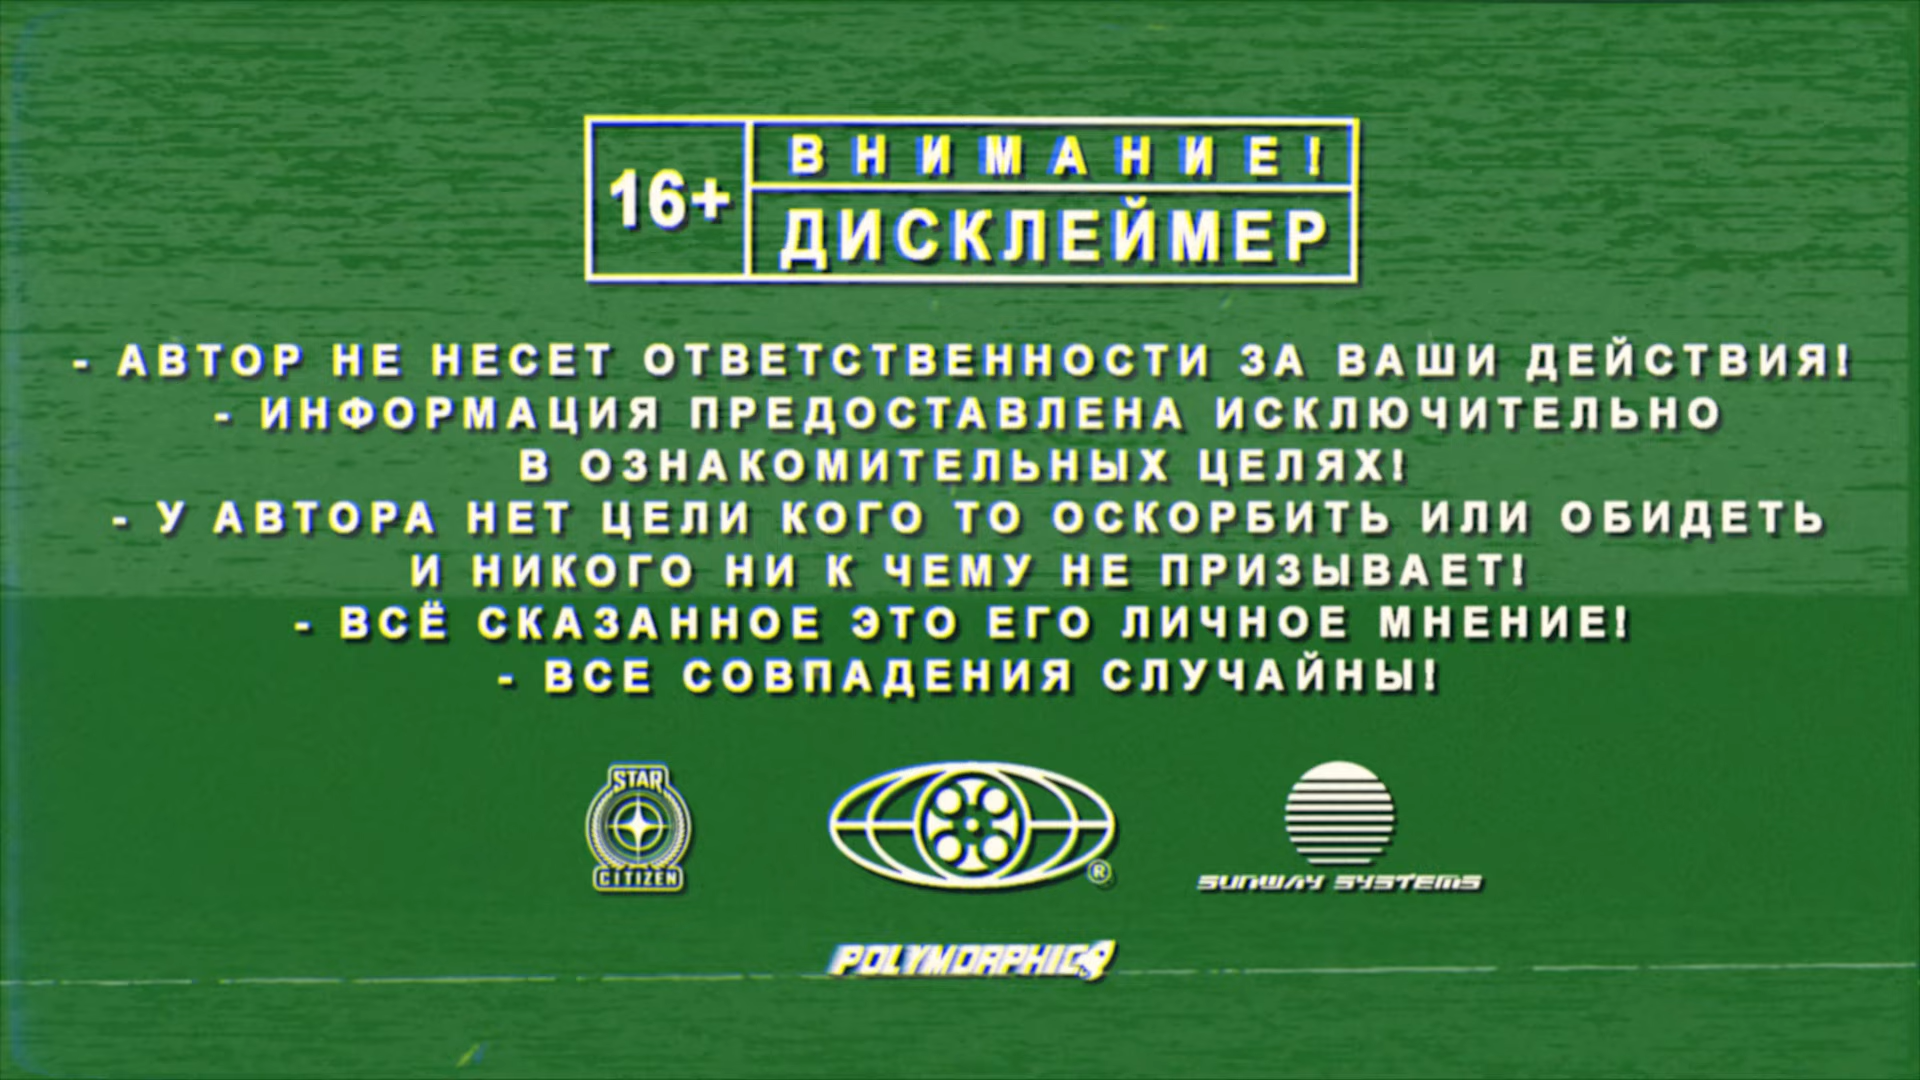 16+
ВНИМАНИЕ!
ДИСКЛЕЙМЕР
- АВТОР НЕ НЕСЕТ ОТВЕТСТВЕННОСТИ ЗА ВАШИ ДЕЙСТВИЯ!
- ИНФОРМАЦИЯ ПРЕДОСТАВЛЕНА ИСКЛЮЧИТЕЛЬНО
В ОЗНАКОМИТЕЛЬНЫХ ЦЕЛЯХ!
- У АВТОРА НЕТ ЦЕЛИ КОГО ТО ОСКОРБИТЬ ИЛИ ОБИДЕТЬ
И НИКОГО НИ К ЧЕМУ НЕ ПРИЗЫВАЕТ!
- ВСЁ СКАЗАННОЕ ЭТО ЕГО ЛИЧНОЕ МНЕНИЕ!
- ВСЕ СОВПАДЕНИЯ СЛУЧАЙНЫ!
STAR
CITIZEN
®
SUNWAY SYSTEMS
POLYMORPHIC